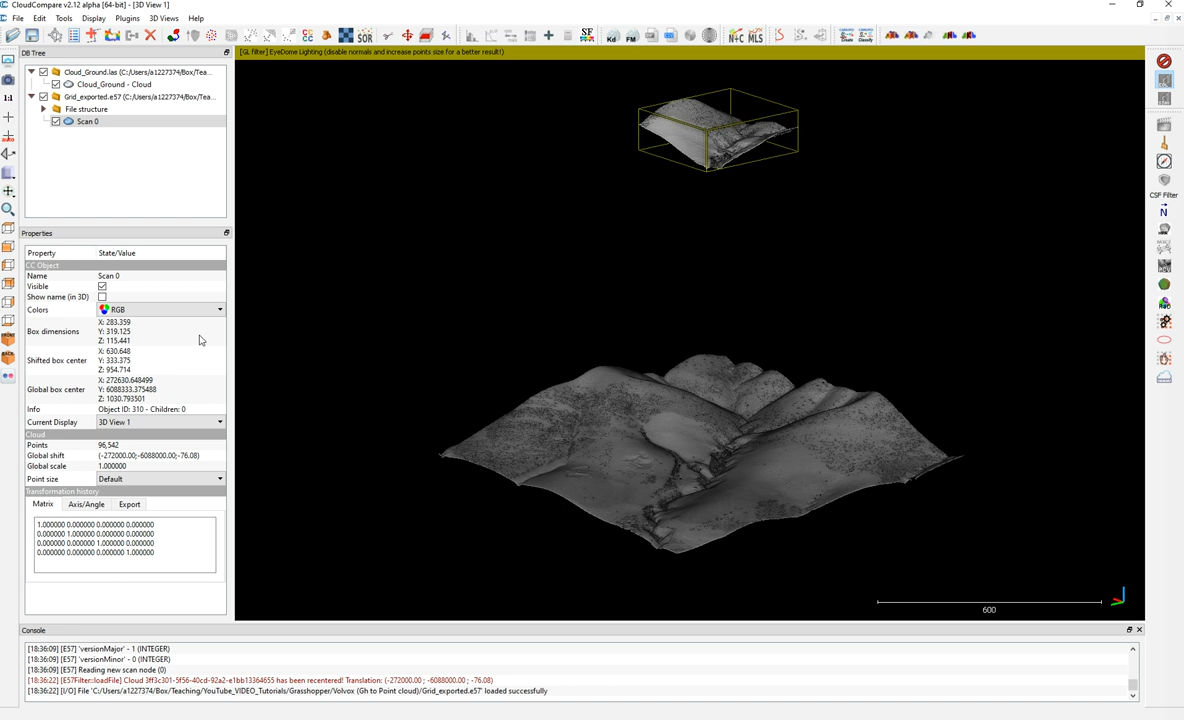 CloudCompare v2.12 alpha [64-bit] - [3D View 1]
File Edit Tools Display Plugins 3D Views Help
SOR
SF
Kd FM
N+C MLS
DB Tree
[GL filter] EyeDome Lighting (disable normals and increase points size for a better result!)
Cloud_Ground.las (C:/Users/a1227374/Box/Tea...
Cloud_Ground - Cloud
Grid_exported.e57 (C:/Users/a1227374/Box/Tea...
File structure
Scan 0
1:1
auto
CSF Filter
N
Properties
Property State/Value
CC Object
Name Scan 0
Visible
Show name (in 3D)
Colors RGB
Box dimensions
X: 283.359
Y: 319.125
Z: 115.441
Shifted box center
X: 630.648
Y: 333.375
Z: 954.714
Global box center
X: 272630.648499
Y: 6088333.375488
Z: 1030.793501
Info Object ID: 310 - Children: 0
Current Display 3D View 1
Cloud
Points 96,542
Global shift (-272000.00;-6088000.00;-76.08)
Global scale 1.000000
Point size Default
Transformation history
Matrix Axis/Angle Export
1.000000 0.000000 0.000000 0.000000
0.000000 1.000000 0.000000 0.000000
0.000000 0.000000 1.000000 0.000000
0.000000 0.000000 0.000000 1.000000
FRONT
BACK
600
Console
[18:36:09] [E57] 'versionMajor' - 1 (INTEGER)
[18:36:09] [E57] 'versionMinor' - 0 (INTEGER)
[18:36:09] [E57] Reading new scan node (0)
[18:36:22] [E57Filter::loadFile] Cloud 3ff3c301-5f56-40cd-92a2-e1bb13364655 has been recentered! Translation: (-272000.00 ; -6088000.00 ; -76.08)
[18:36:22] [I/O] File 'C:/Users/a1227374/Box/Teaching/YouTube_VIDEO_Tutorials/Grasshopper/Volvox (Gh to Point cloud)/Grid_exported.e57' loaded successfully